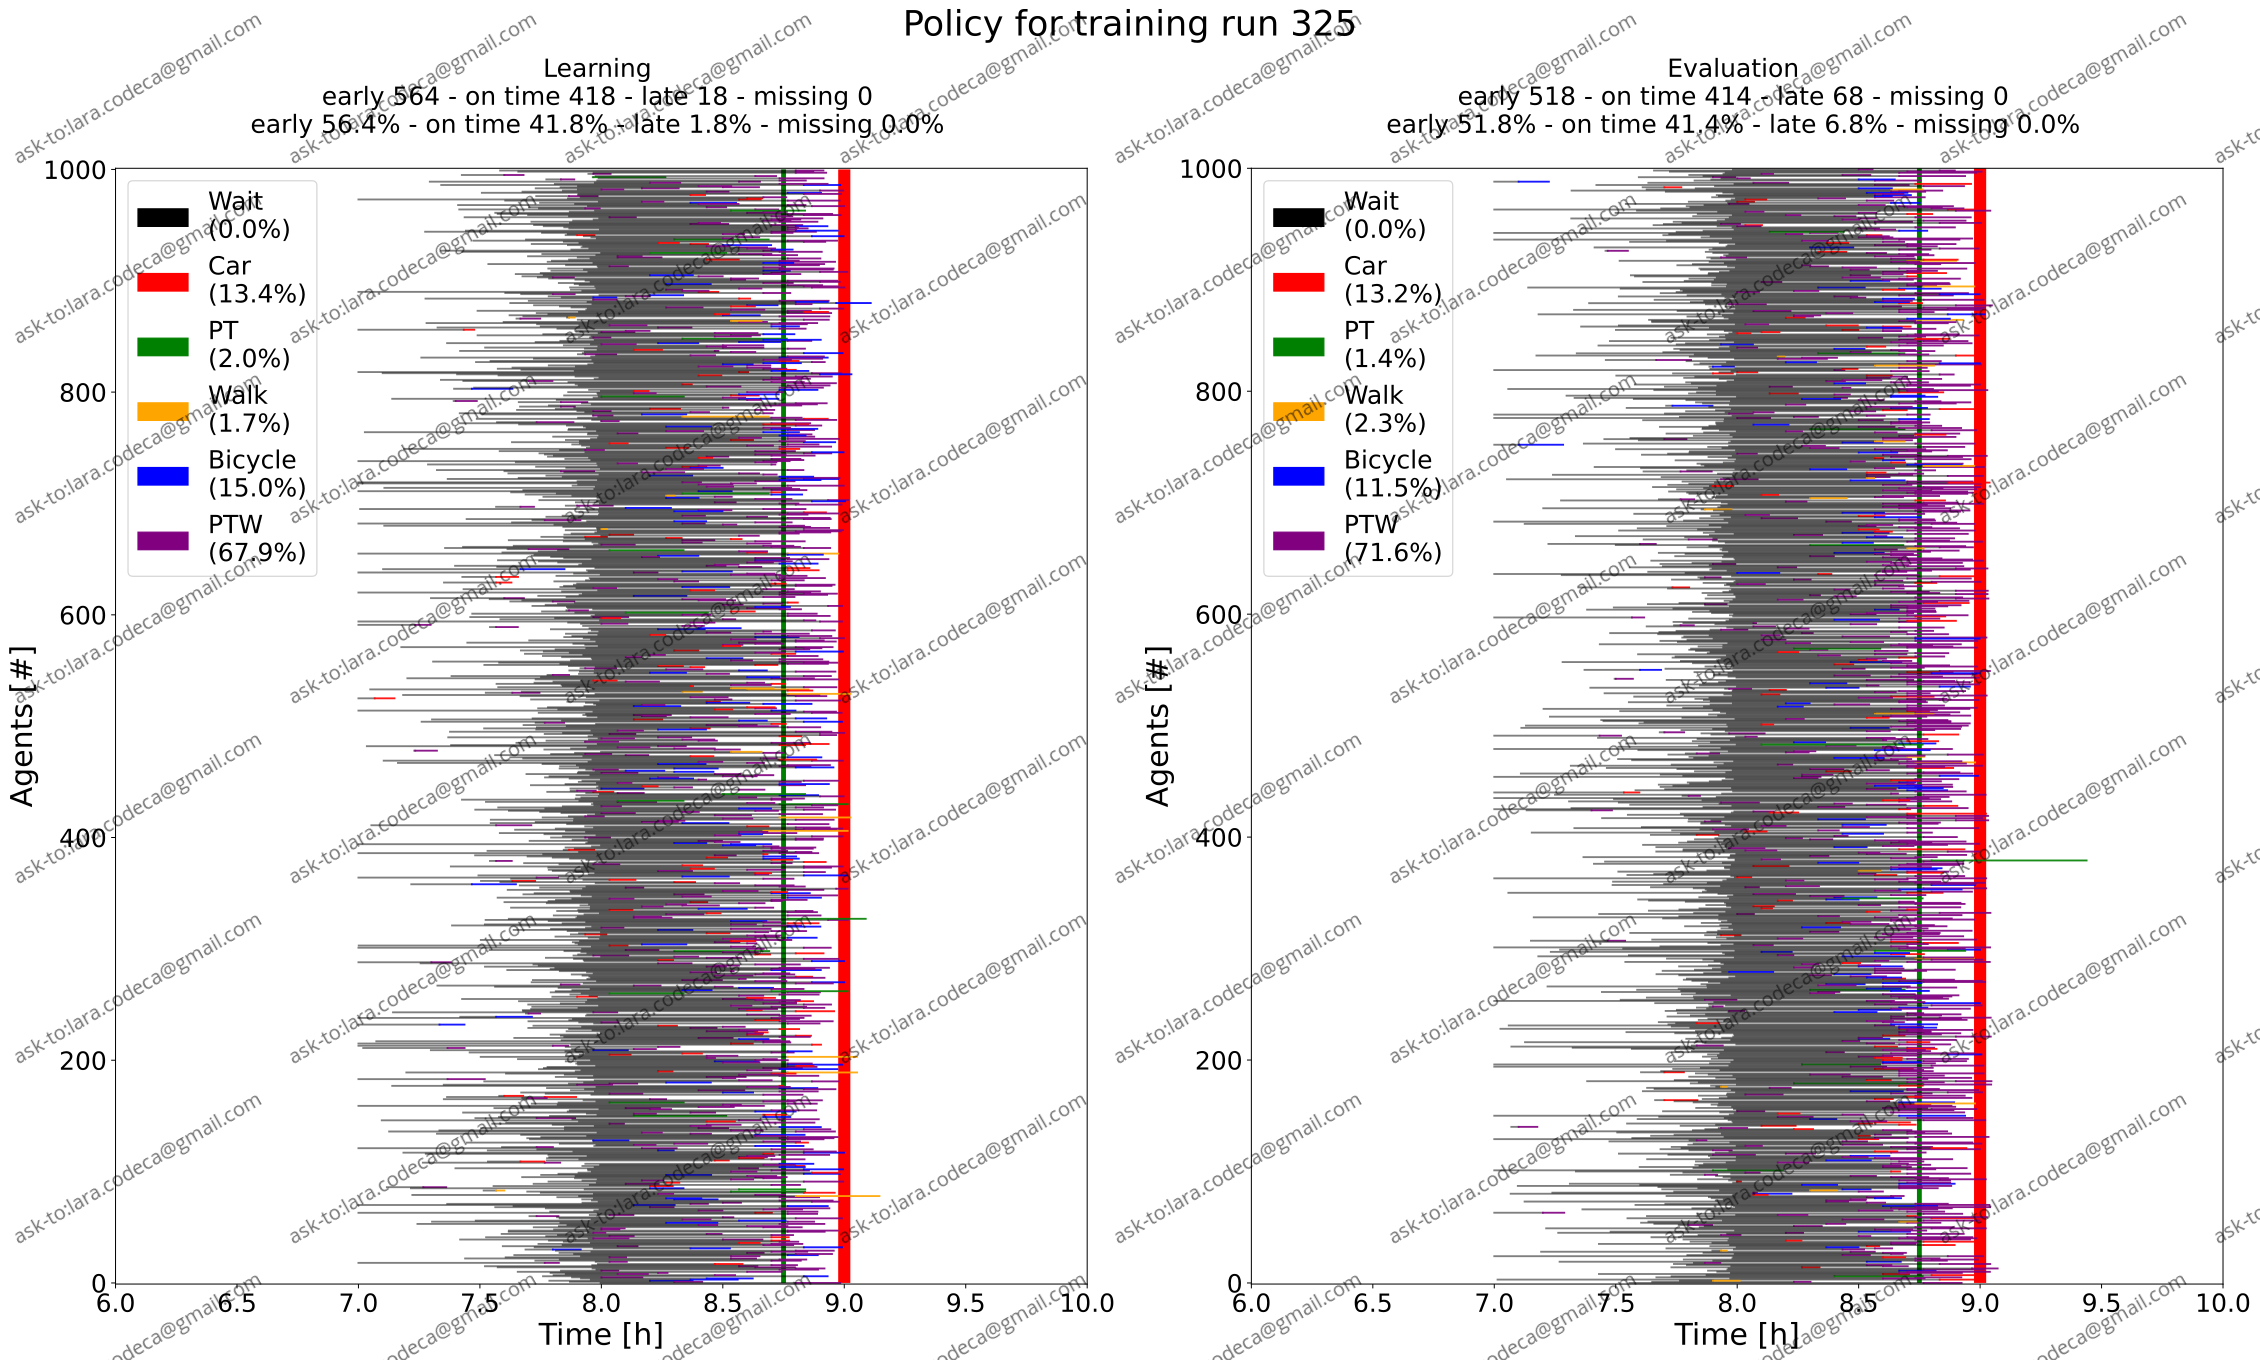 Policy for training run 325
Learning
early 564 - on time 418 - late 18 - missing 0
early 56.4% - on time 41.8% - late 1.8% - missing 0.0%
Evaluation
early 518 - on time 414 - late 68 - missing 0
early 51.8% - on time 41.4% - late 6.8% - missing 0.0%
Wait
(0.0%)
Car
(13.4%)
PT
(2.0%)
Walk
(1.7%)
Bicycle
(15.0%)
PTW
(67.9%)
Agents [#]
1000
800
600
400
200
0
6.0 6.5 7.0 7.5 8.0 8.5 9.0 9.5 10.0
Time [h]
Wait
(0.0%)
Car
(13.2%)
PT
(1.4%)
Walk
(2.3%)
Bicycle
(11.5%)
PTW
(71.6%)
Agents [#]
1000
800
600
400
200
0
6.0 6.5 7.0 7.5 8.0 8.5 9.0 9.5 10.0
Time [h]
ask-to:lara.codeca@gmail.com